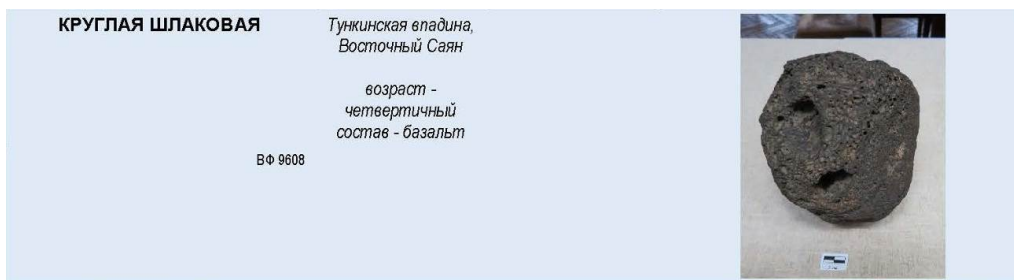 КРУГЛАЯ ШЛАКОВАЯ
Тункинская впадина,
Восточный Саян
возраст -
четвертичный
состав - базальт
ВФ 9608